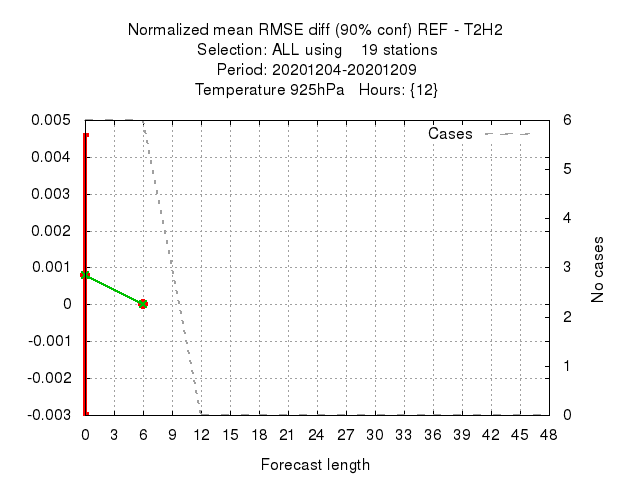 Normalized mean RMSE diff (90% conf) REF - T2H2
Selection: ALL using 19 stations
Period: 20201204-20201209
Temperature 925hPa Hours: {12}
Cases
0.005
0.004
0.003
0.002
0.001
0
-0.001
-0.002
-0.003
6
5
4
3
2
1
0
No cases
0 3 6 9 12 15 18 21 24 27 30 33 36 39 42 45 48
Forecast length